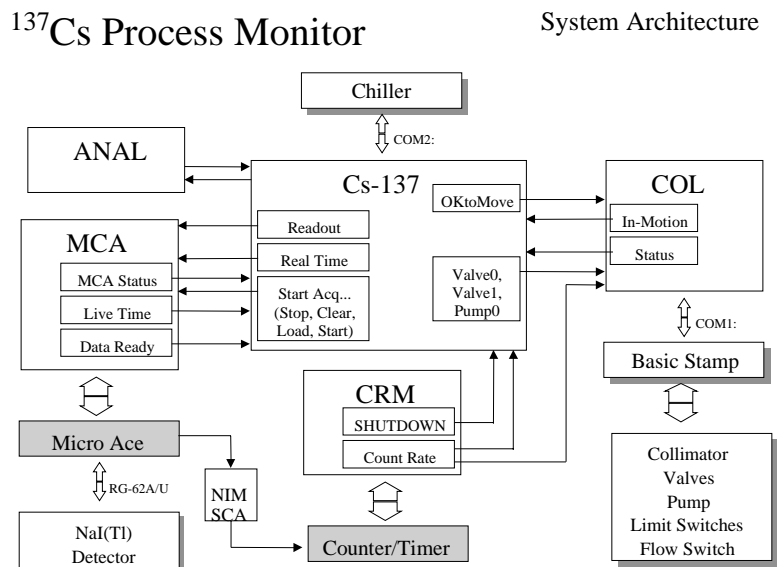 137Cs Process Monitor
System Architecture
Chiller
COM2:
ANAL
Cs-137
COL
OKtoMove
In-Motion
Readout
MCA
Status
Real Time
MCA Status
Valve0,
Valve1,
Pump0
Start Acq...
(Stop, Clear,
Load, Start)
Live Time
Data Ready
COM1:
Basic Stamp
CRM
SHUTDOWN
Count Rate
Micro Ace
Collimator
Valves
Pump
Limit Switches
Flow Switch
RG-62A/U
NIM
SCA
NaI(Tl)
Detector
Counter/Timer